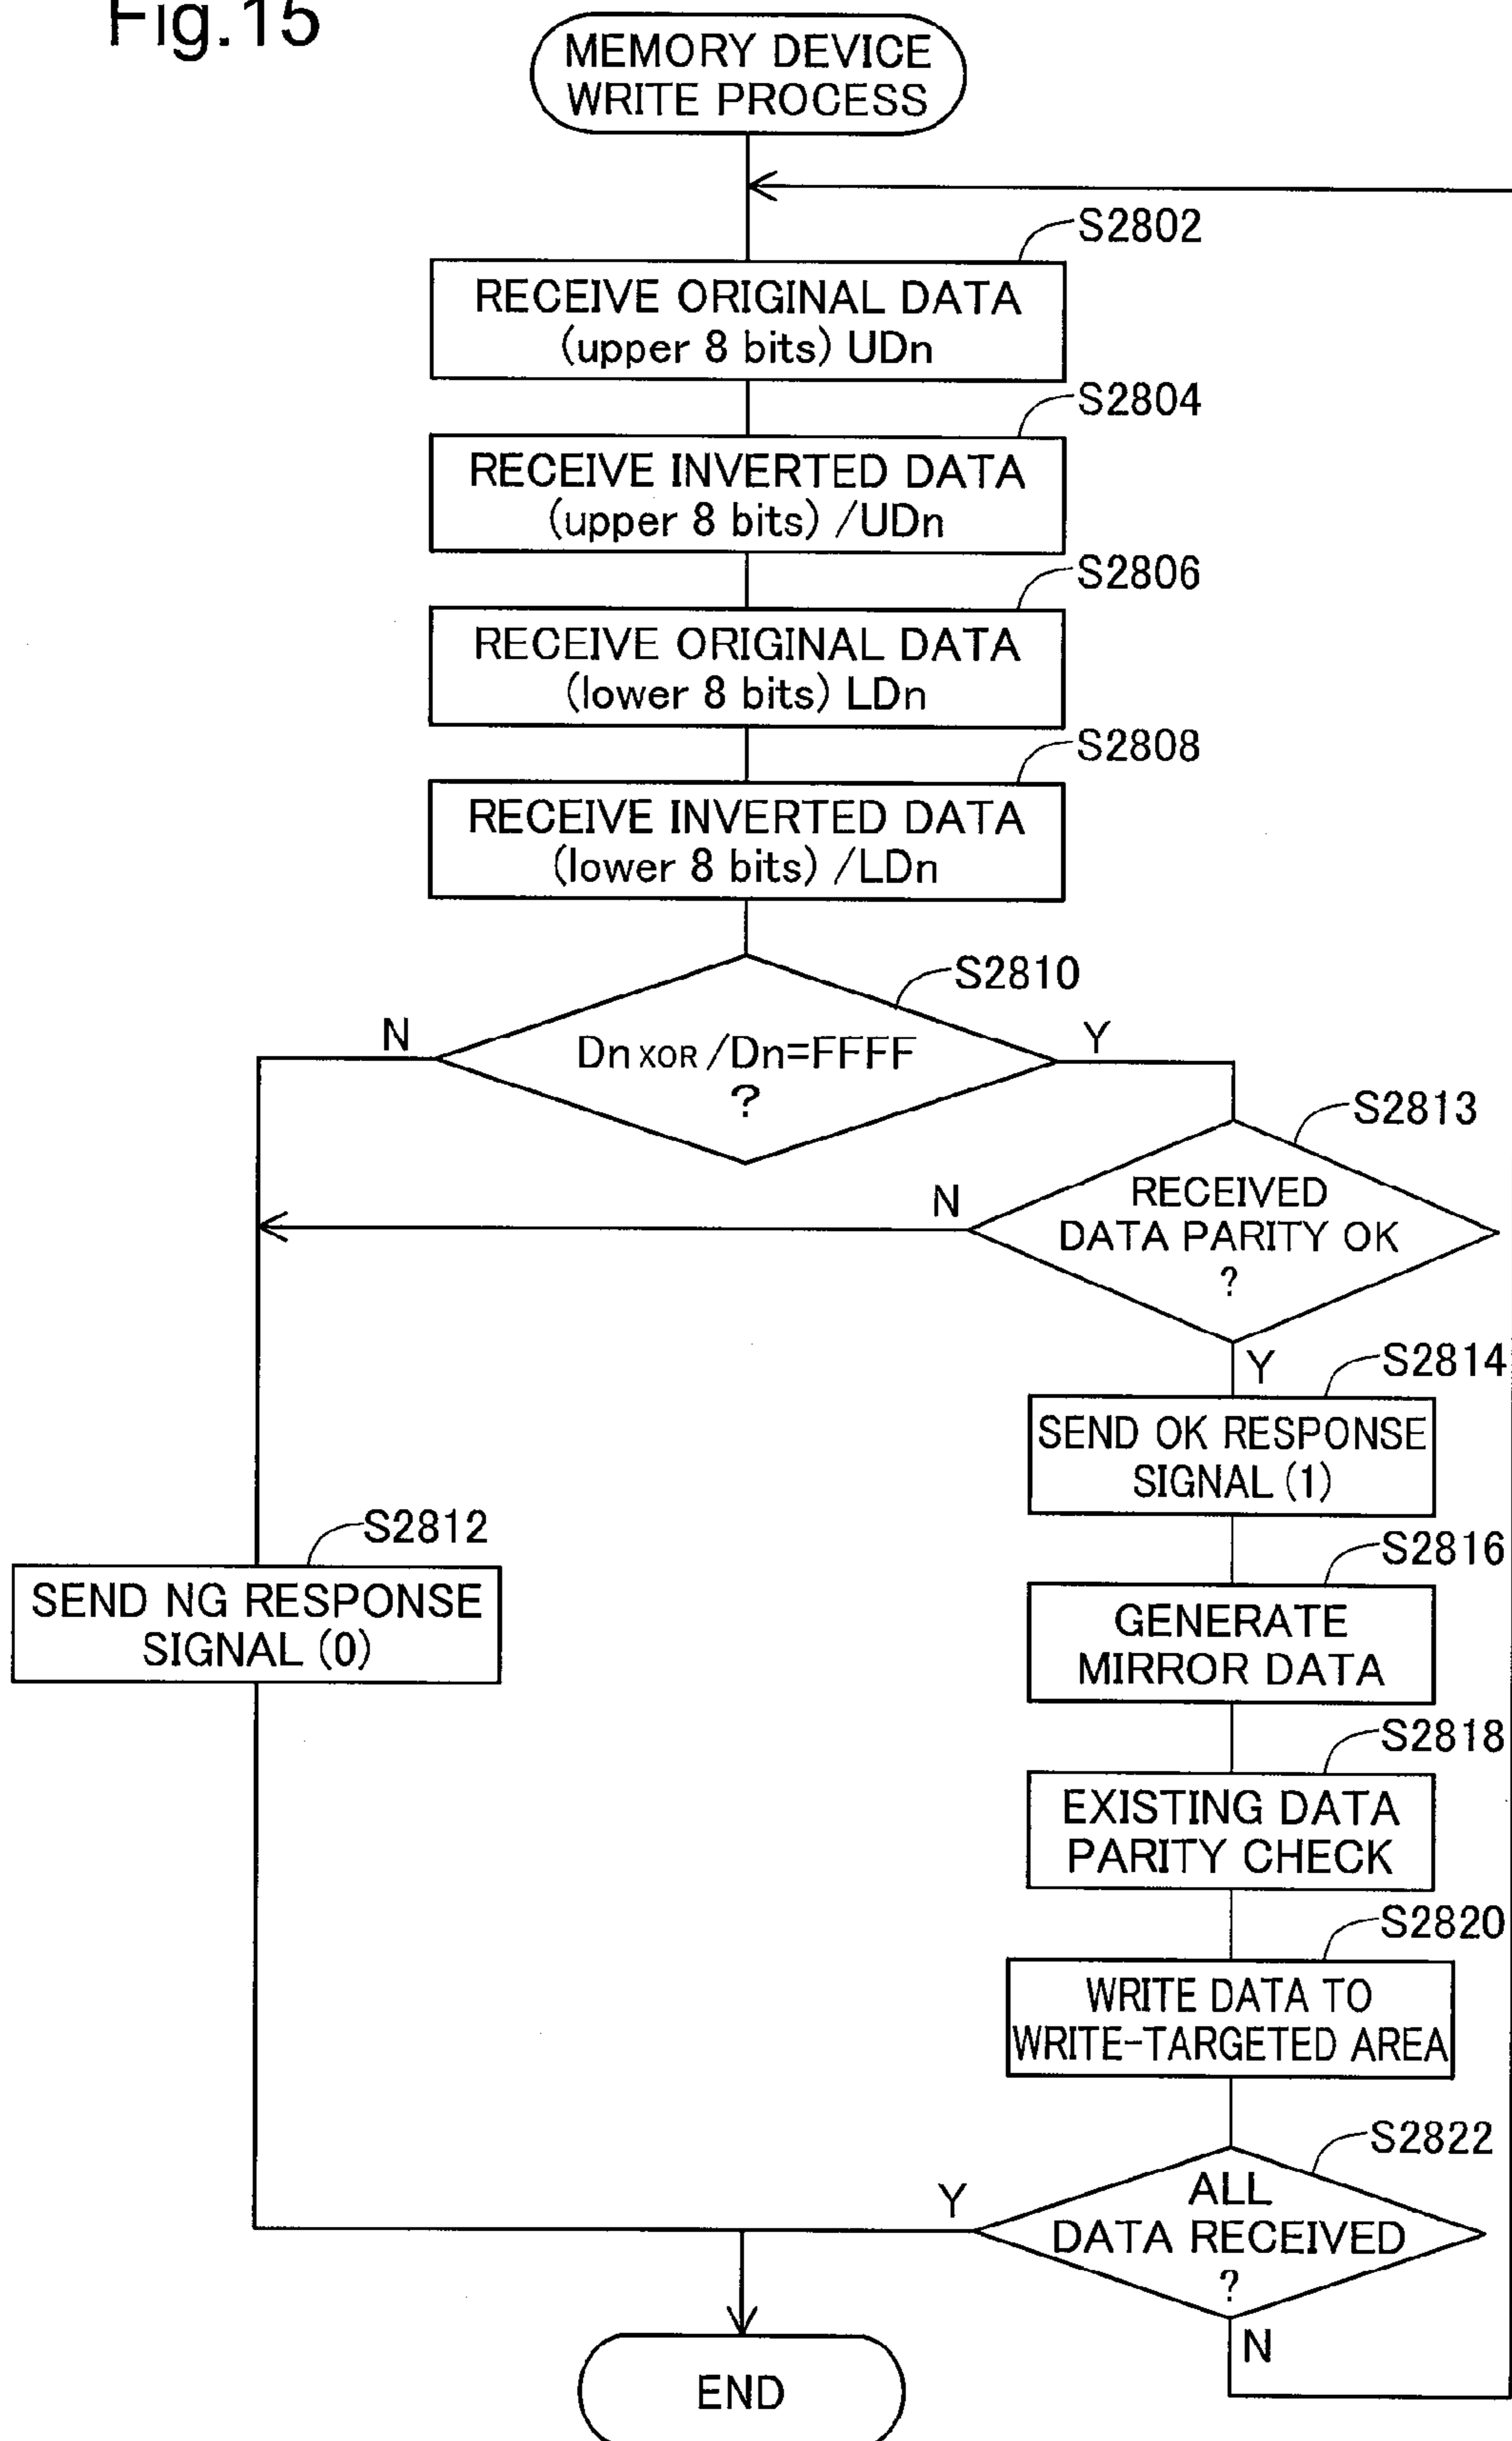 Fig.15
MEMORY DEVICE
WRITE PROCESS
S2802
RECEIVE ORIGINAL DATA
(upper 8 bits) UDn
S2804
RECEIVE INVERTED DATA
(upper 8 bits) /UDn
S2806
RECEIVE ORIGINAL DATA
(lower 8 bits) LDn
S2808
RECEIVE INVERTED DATA
(lower 8 bits) /LDn
S2810
N
Dn XOR /Dn=FFFF
?
Y
S2813
N
RECEIVED
DATA PARITY OK
?
Y
S2814
SEND OK RESPONSE
SIGNAL (1)
S2812
SEND NG RESPONSE
SIGNAL (0)
S2816
GENERATE
MIRROR DATA
S2818
EXISTING DATA
PARITY CHECK
S2820
WRITE DATA TO
WRITE-TARGETED AREA
S2822
Y
ALL
DATA RECEIVED
?
N
END